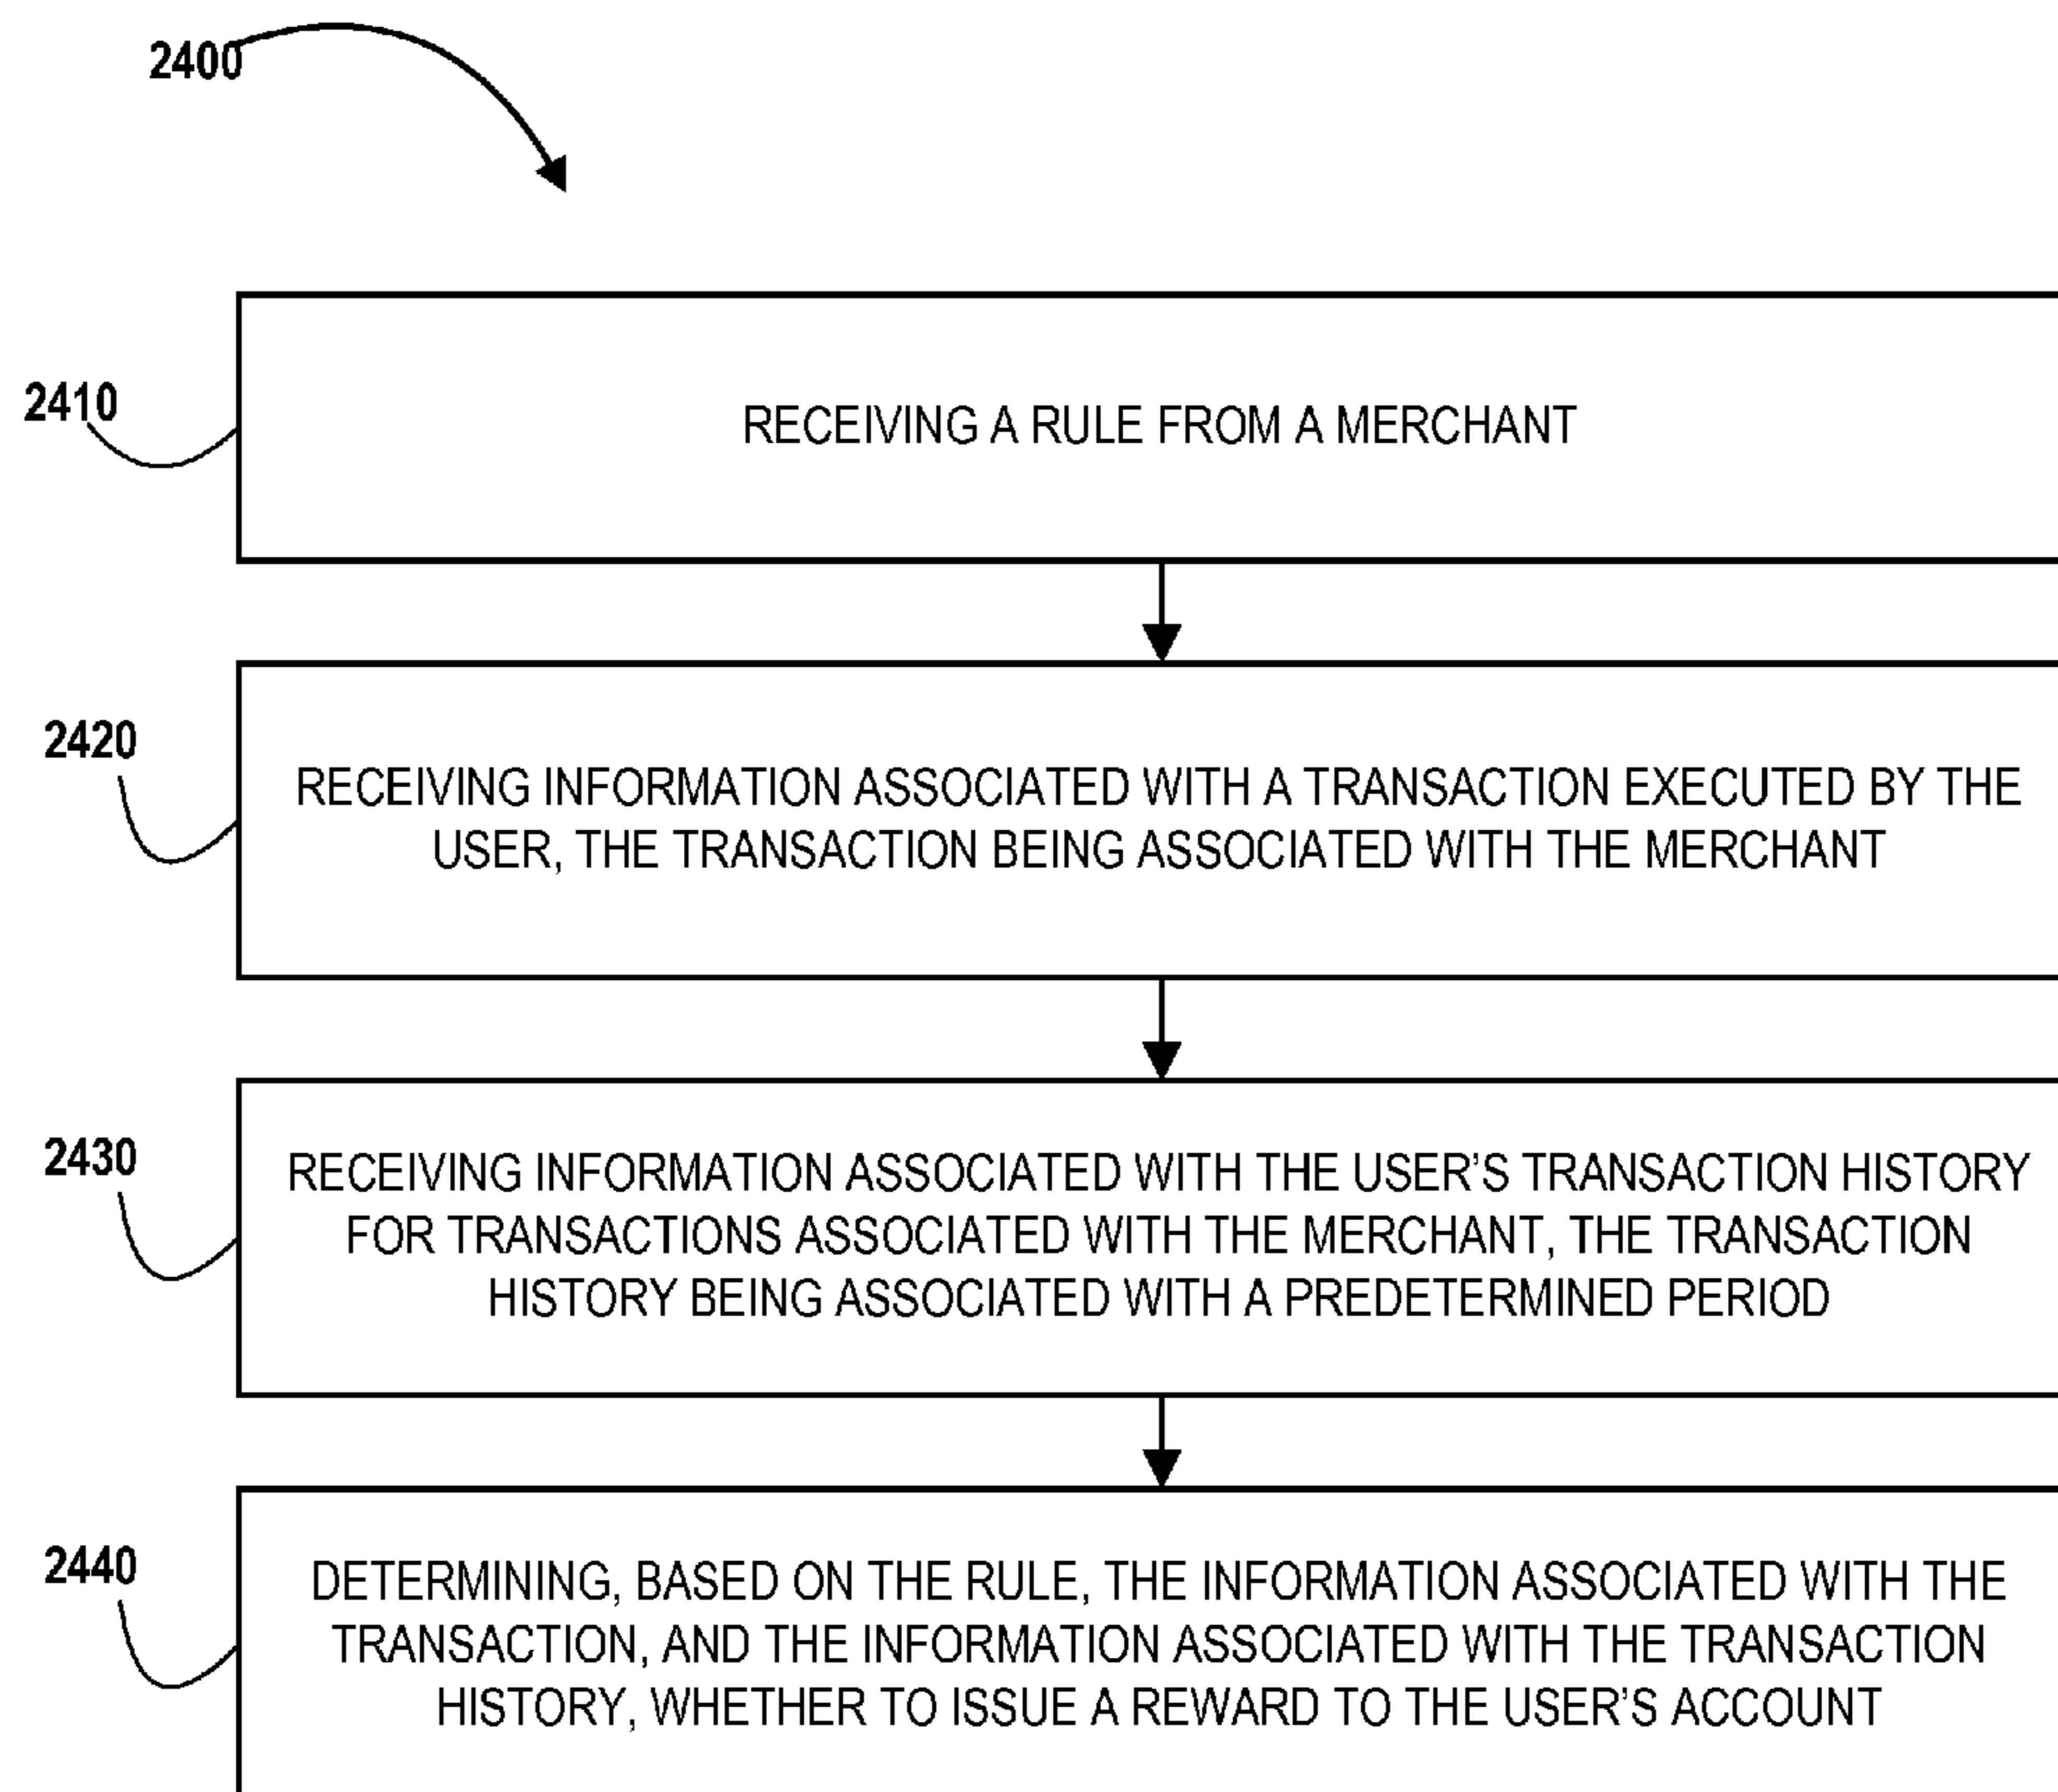 2400
2410
RECEIVING A RULE FROM A MERCHANT
2420
RECEIVING INFORMATION ASSOCIATED WITH A TRANSACTION EXECUTED BY THE
USER, THE TRANSACTION BEING ASSOCIATED WITH THE MERCHANT
2430
RECEIVING INFORMATION ASSOCIATED WITH THE USER'S TRANSACTION HISTORY
FOR TRANSACTIONS ASSOCIATED WITH THE MERCHANT, THE TRANSACTION
HISTORY BEING ASSOCIATED WITH A PREDETERMINED PERIOD
2440
DETERMINING, BASED ON THE RULE, THE INFORMATION ASSOCIATED WITH THE
TRANSACTION, AND THE INFORMATION ASSOCIATED WITH THE TRANSACTION
HISTORY, WHETHER TO ISSUE A REWARD TO THE USER'S ACCOUNT